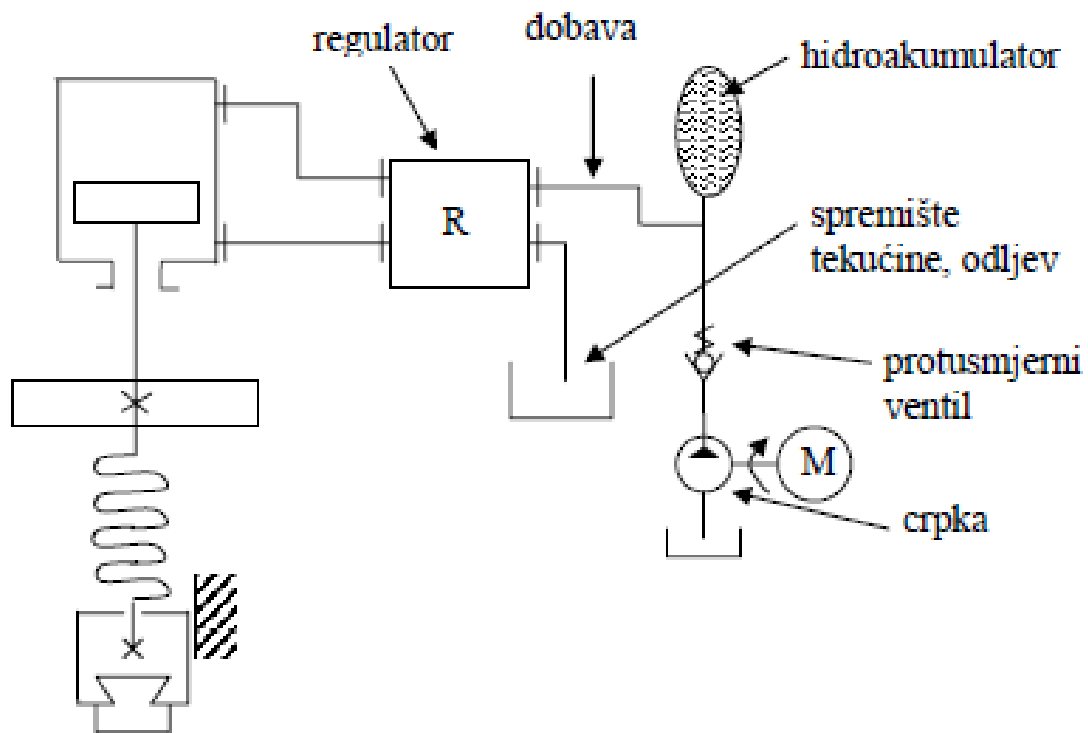 regulator
dobava
hidroakumulator
R
spremište
tekućine, odljev
protusmjerni
ventil
M
crpka